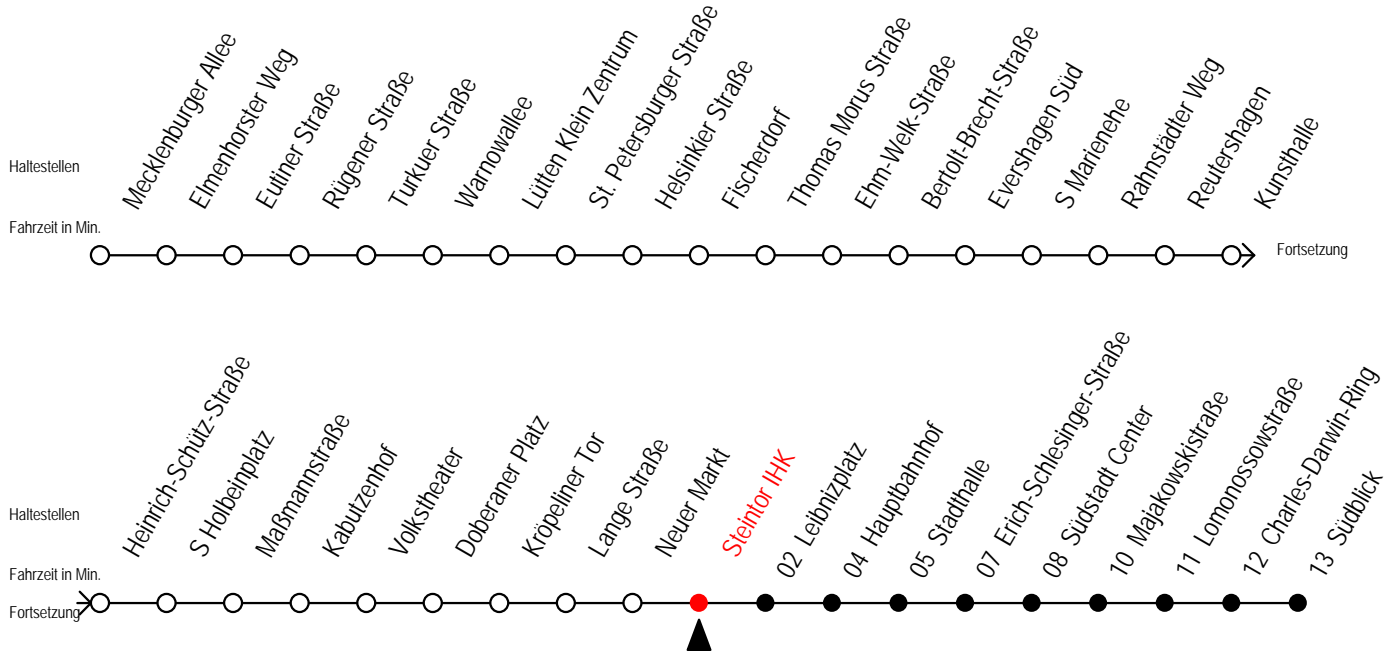 Haltestellen
Mecklenburger Allee
Elmenhorster Weg
Eutiner Straße
Rügener Straße
Turkuer Straße
Warnowallee
Lütten Klein Zentrum
St. Petersburger Straße
Helsinkier Straße
Fischerdorf
Thomas Morus Straße
Ehm-Welk-Straße
Bertolt-Brecht-Straße
Evershagen Süd
S Marienehe
Rahnstädter Weg
Reutershagen
Kunsthalle
Fahrzeit in Min.
Fortsetzung
Haltestellen
Heinrich-Schütz-Straße
S Holbeinplatz
Maßmannstraße
Kabutzenhof
Volkstheater
Doberaner Platz
Kröpeliner Tor
Lange Straße
Neuer Markt
Steintor IHK
02 Leibnizplatz
04 Hauptbahnhof
05 Stadthalle
07 Erich-Schlesinger-Straße
08 Südstadt Center
10 Majakowskistraße
11 Lomonossowstraße
12 Charles-Darwin-Ring
13 Südblick
Fahrzeit in Min.
Fortsetzung